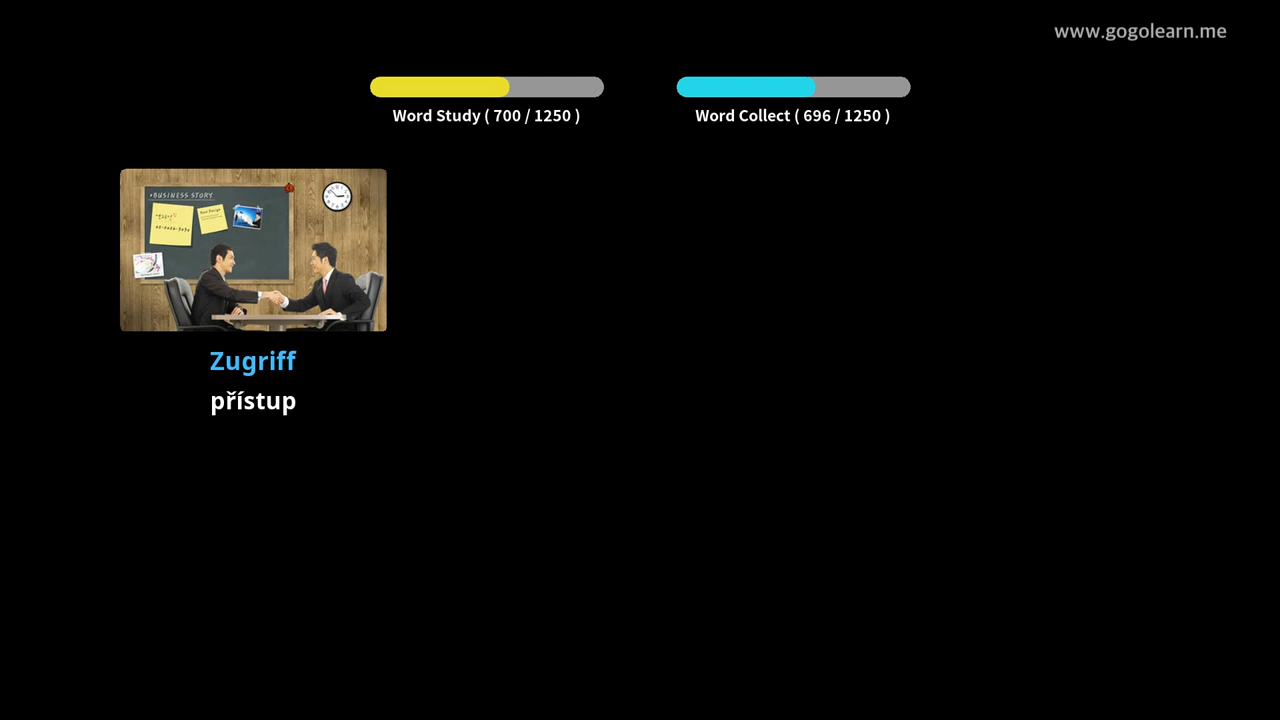 www.gogolearn.me
Word Study ( 700 / 1250 )
Word Collect ( 696 / 1250 )
•BUSINESS STORY
Zugriff
přístup